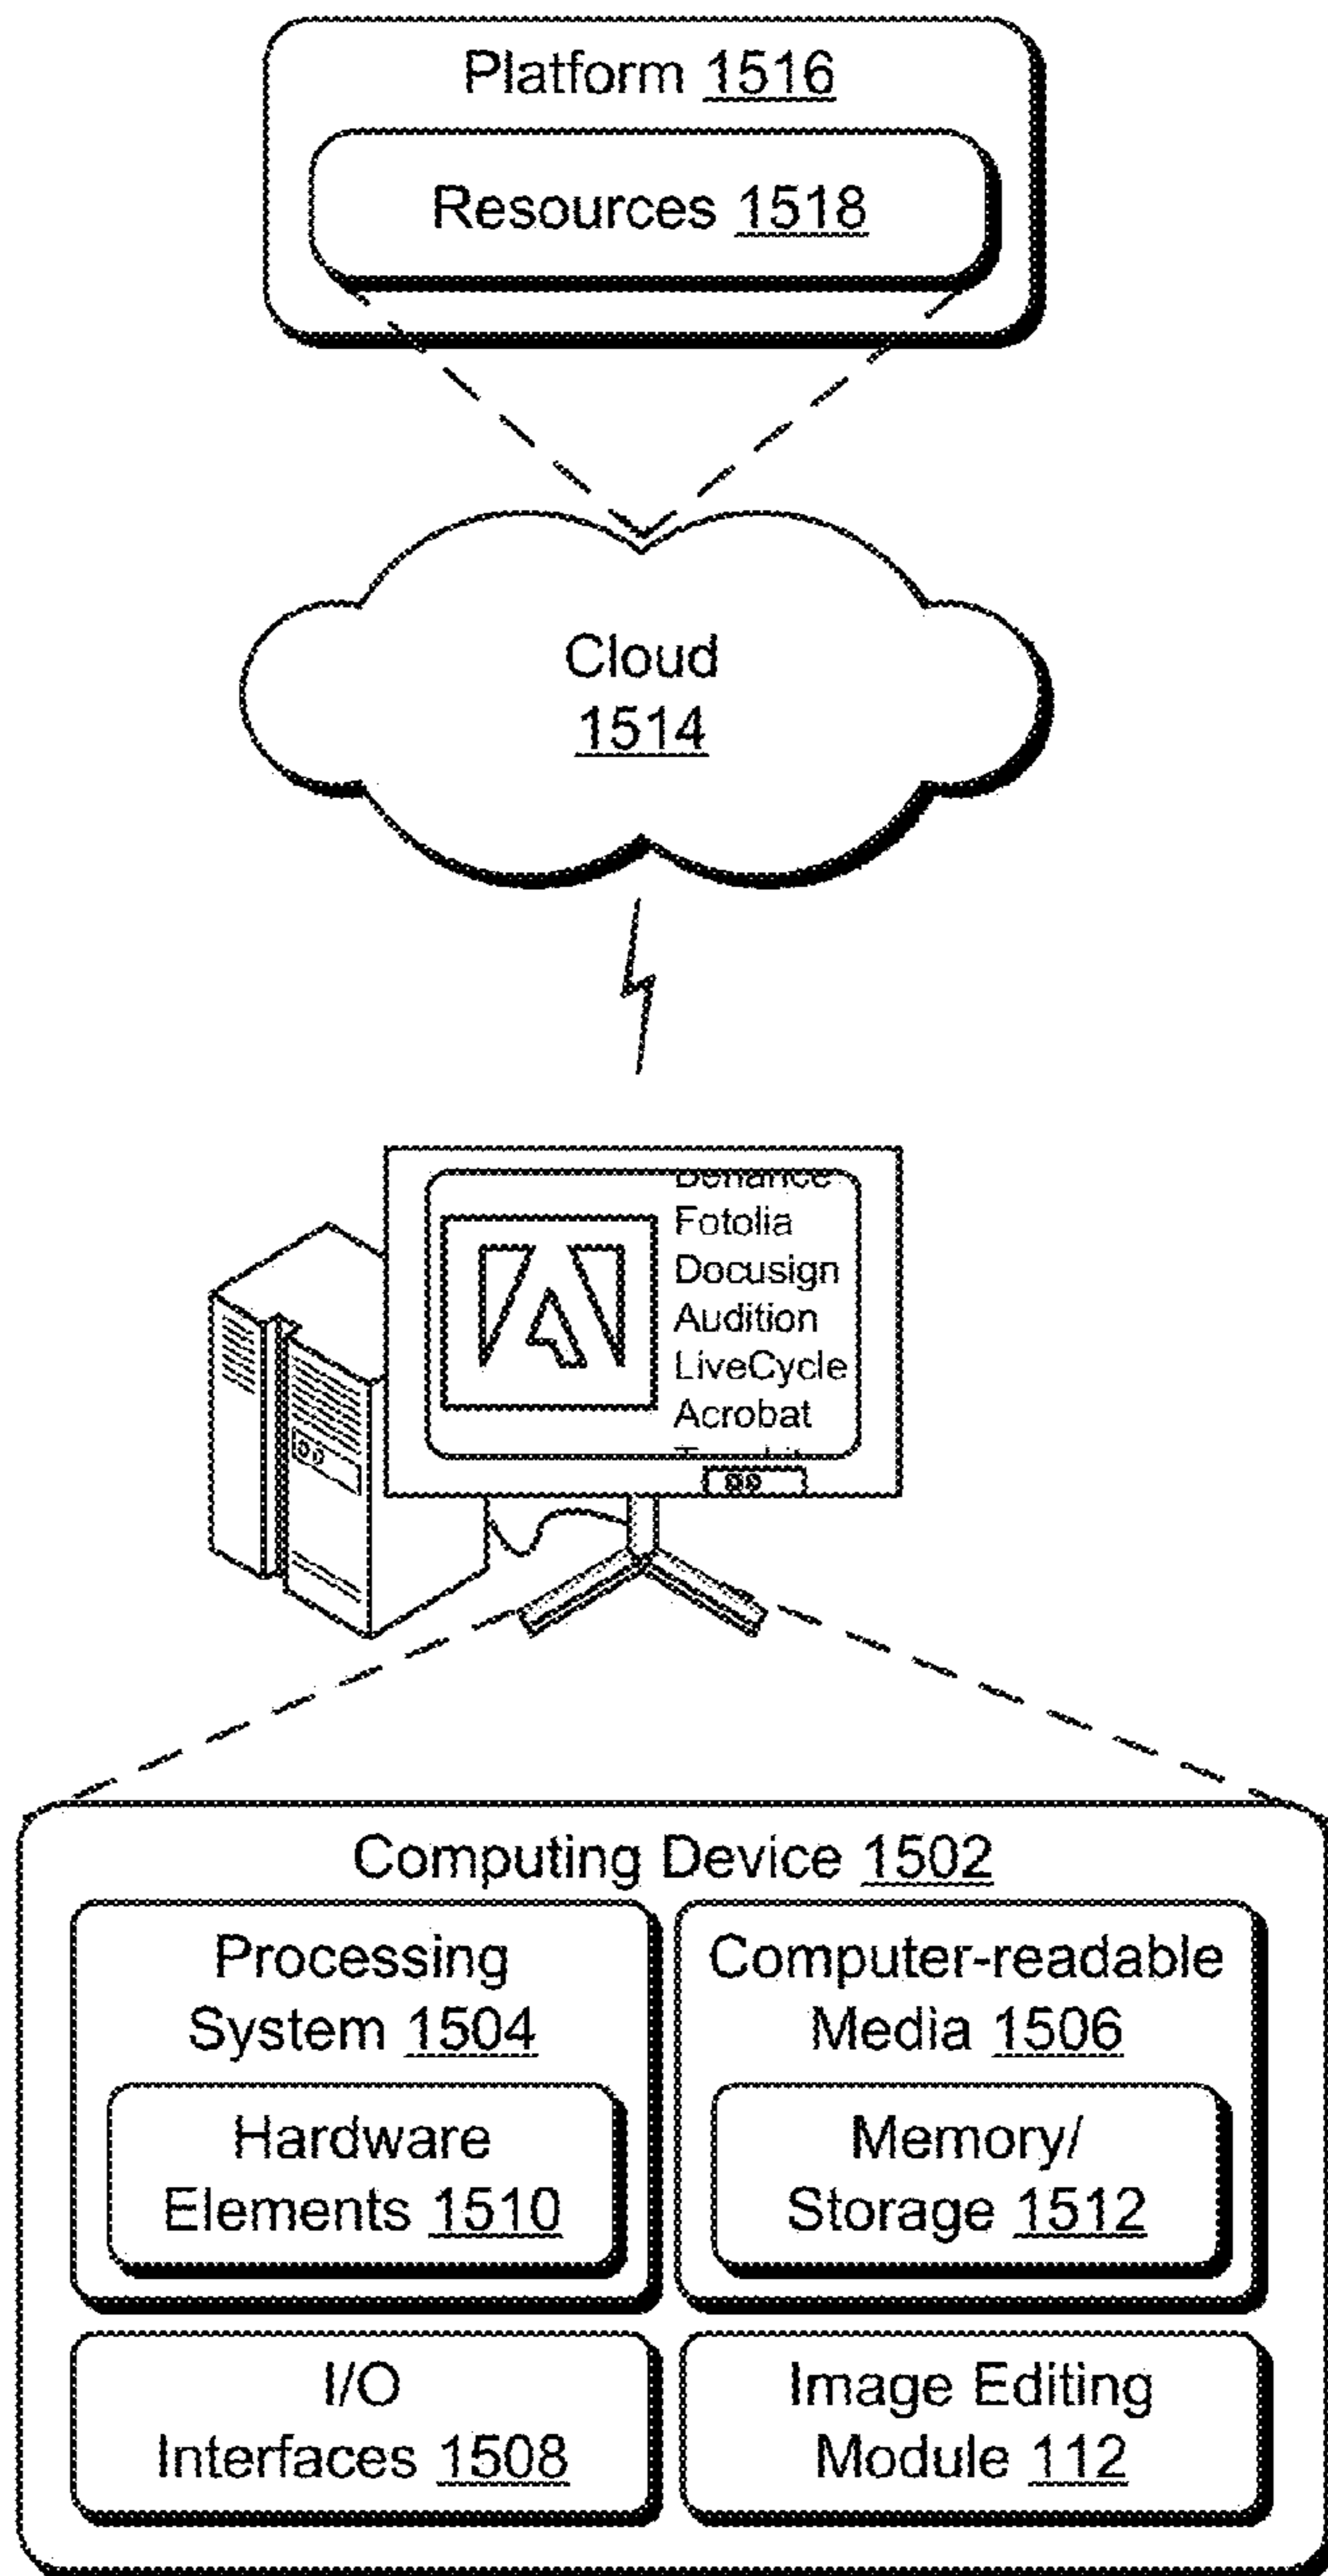 Platform 1516
Resources 1518
Cloud
1514
Fotolia
Docusign
Audition
LiveCycle
Acrobat
Computing Device 1502
Processing
System 1504
Hardware
Elements 1510
Computer-readable
Media 1506
Memory/
Storage 1512
I/O
Interfaces 1508
Image Editing
Module 112